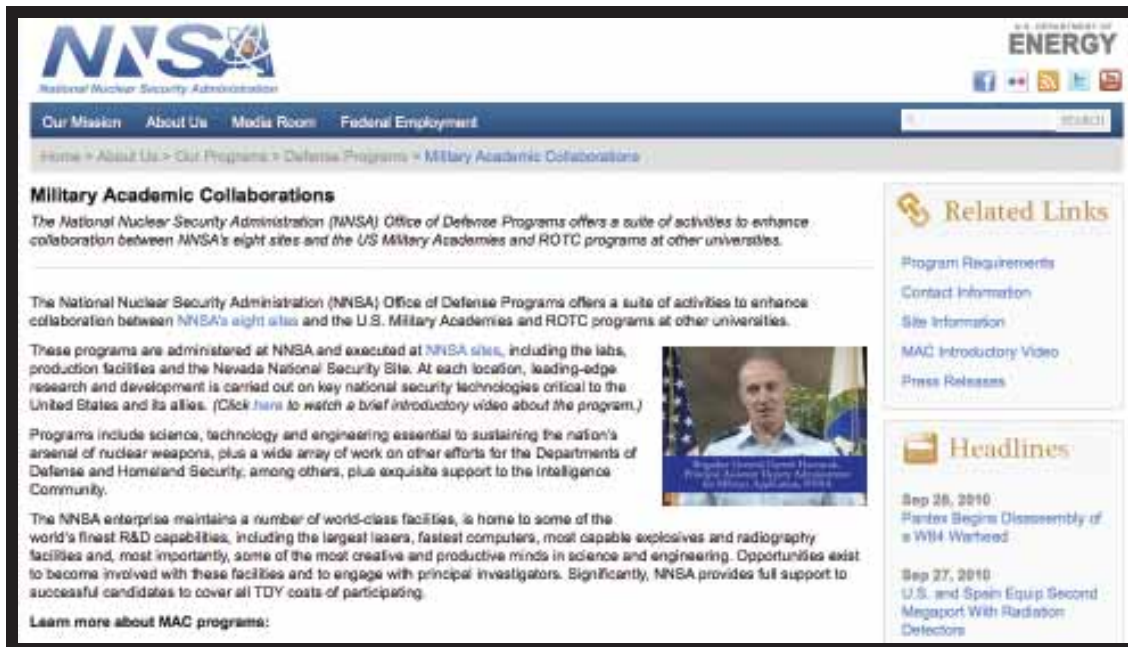 NNSA
National Nuclear Security Administration
U.S. DEPARTMENT OF
ENERGY
Our Mission About Us Media Room Federal Employment
SEARCH
Home > About Us > Our Programs > Defense Programs > Military Academic Collaborations
Military Academic Collaborations
The National Nuclear Security Administration (NNSA) Office of Defense Programs offers a suite of activities to enhance
collaboration between NNSA's eight sites and the US Military Academies and ROTC programs at other universities.
The National Nuclear Security Administration (NNSA) Office of Defense Programs offers a suite of activities to enhance
collaboration between NNSA's eight sites and the U.S. Military Academies and ROTC programs at other universities.
These programs are administered at NNSA and executed at NNSA sites, including the labs,
production facilities and the Nevada National Security Site. At each location, leading-edge
research and development is carried out on key national security technologies critical to the
United States and its allies. (Click here to watch a brief introductory video about the program.)
Programs include science, technology and engineering essential to sustaining the nation's
arsenal of nuclear weapons, plus a wide array of work on other efforts for the Departments of
Defense and Homeland Security, among others, plus exquisite support to the Intelligence
Community.
Brigadier General
Principal Assistant Deputy Administrator
for Military Application, NNSA
The NNSA enterprise maintains a number of world-class facilities, is home to some of the
world's finest R&D capabilities, including the largest lasers, fastest computers, most capable explosives and radiography
facilities and, most importantly, some of the most creative and productive minds in science and engineering. Opportunities exist
to become involved with these facilities and to engage with principal investigators. Significantly, NNSA provides full support to
successful candidates to cover all TDY costs of participating.
Learn more about MAC programs:
Related Links
Program Requirements
Contact Information
Site Information
MAC Introductory Video
Press Releases
Headlines
Sep 28, 2010
Pantex Begins Disassembly of
a W84 Warhead
Sep 27, 2010
U.S. and Spain Equip Second
Megaport With Radiation
Detectors